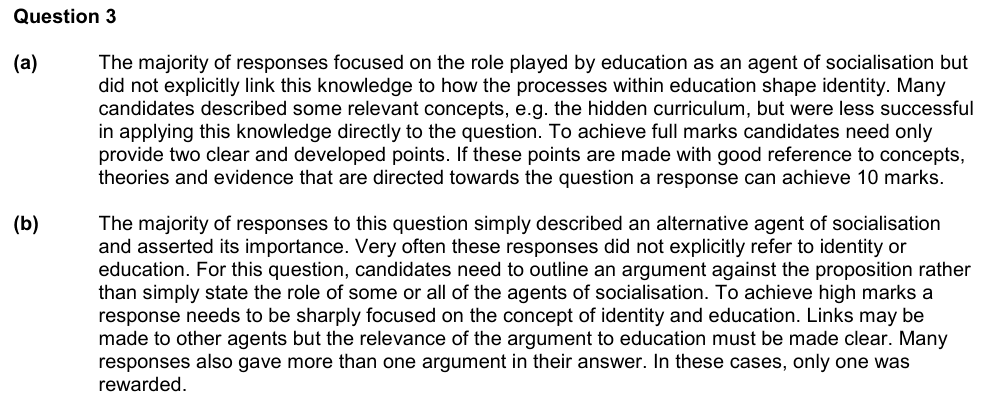 Question 3
(a) The majority of responses focused on the role played by education as an agent of socialisation but
did not explicitly link this knowledge to how the processes within education shape identity. Many
candidates described some relevant concepts, e.g. the hidden curriculum, but were less successful
in applying this knowledge directly to the question. To achieve full marks candidates need only
provide two clear and developed points. If these points are made with good reference to concepts,
theories and evidence that are directed towards the question a response can achieve 10 marks.
(b) The majority of responses to this question simply described an alternative agent of socialisation
and asserted its importance. Very often these responses did not explicitly refer to identity or
education. For this question, candidates need to outline an argument against the proposition rather
than simply state the role of some or all of the agents of socialisation. To achieve high marks a
response needs to be sharply focused on the concept of identity and education. Links may be
made to other agents but the relevance of the argument to education must be made clear. Many
responses also gave more than one argument in their answer. In these cases, only one was
rewarded.